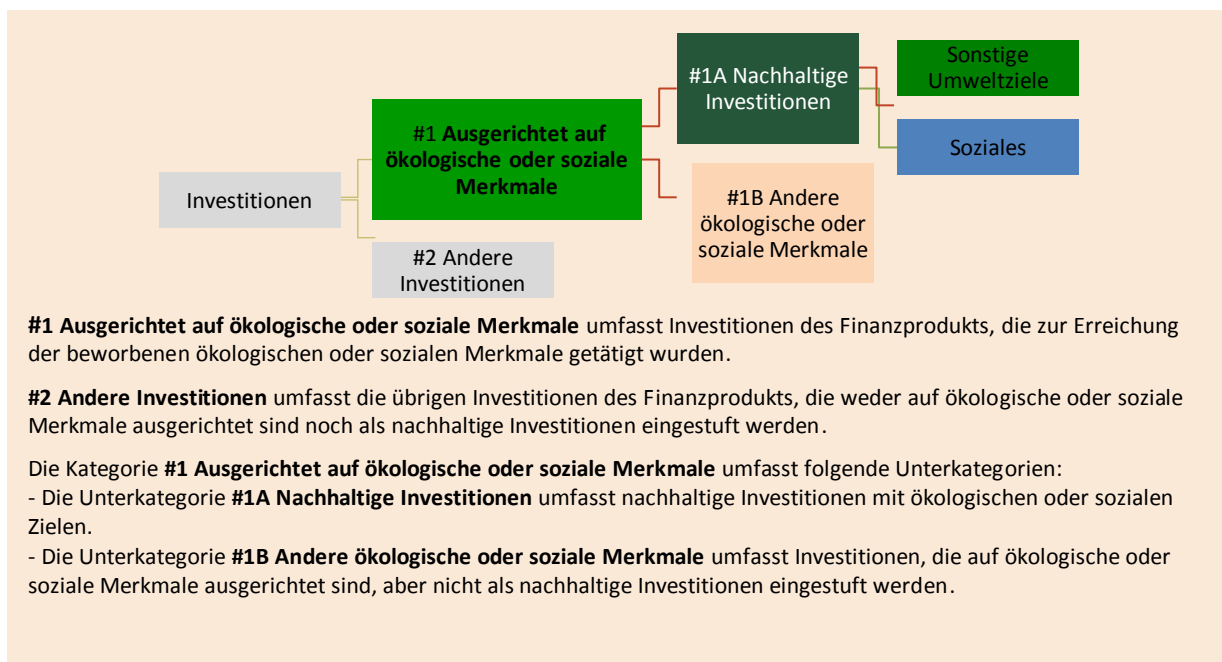 Investitionen
#1 Ausgerichtet auf
ökologische oder soziale
Merkmale
#2 Andere
Investitionen
#1A Nachhaltige
Investitionen
#1B Andere
ökologische oder
soziale Merkmale
Sonstige
Umweltziele
Soziales
#1 Ausgerichtet auf ökologische oder soziale Merkmale umfasst Investitionen des Finanzprodukts, die zur Erreichung
der beworbenen ökologischen oder sozialen Merkmale getätigt wurden.
#2 Andere Investitionen umfasst die übrigen Investitionen des Finanzprodukts, die weder auf ökologische oder soziale
Merkmale ausgerichtet sind noch als nachhaltige Investitionen eingestuft werden.
Die Kategorie #1 Ausgerichtet auf ökologische oder soziale Merkmale umfasst folgende Unterkategorien:
- Die Unterkategorie #1A Nachhaltige Investitionen umfasst nachhaltige Investitionen mit ökologischen oder sozialen
Zielen.
- Die Unterkategorie #1B Andere ökologische oder soziale Merkmale umfasst Investitionen, die auf ökologische oder
soziale Merkmale ausgerichtet sind, aber nicht als nachhaltige Investitionen eingestuft werden.